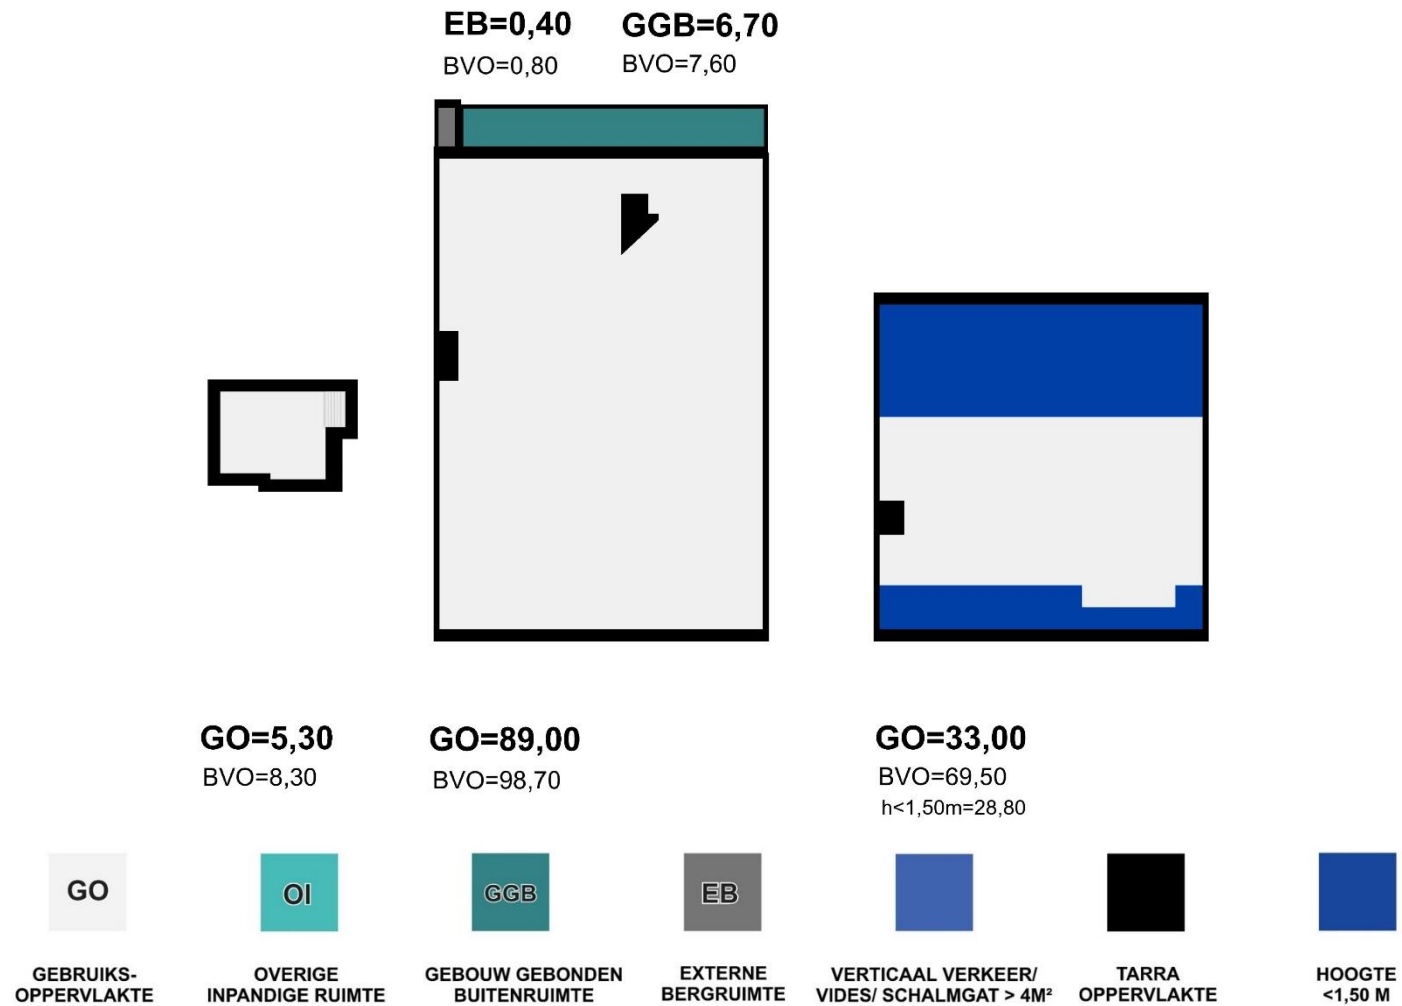 EB=0,40
BVO=0,80
GGB=6,70
BVO=7,60
GO=5,30
BVO=8,30
GO=89,00
BVO=98,70
GO=33,00
BVO=69,50
h<1,50m=28,80
GO
GEBRUIKS-
OPPERVLAKTE
OI
OVERIGE
INPANDIGE RUIMTE
GGB
GEBOUW GEBONDEN
BUITENRUIMTE
EB
EXTERNE
BERGRUIMTE
VERTICAAL VERKEER/
VIDES/ SCHALMGAT > 4M²
TARRA
OPPERVLAKTE
HOOGTE
<1,50 M